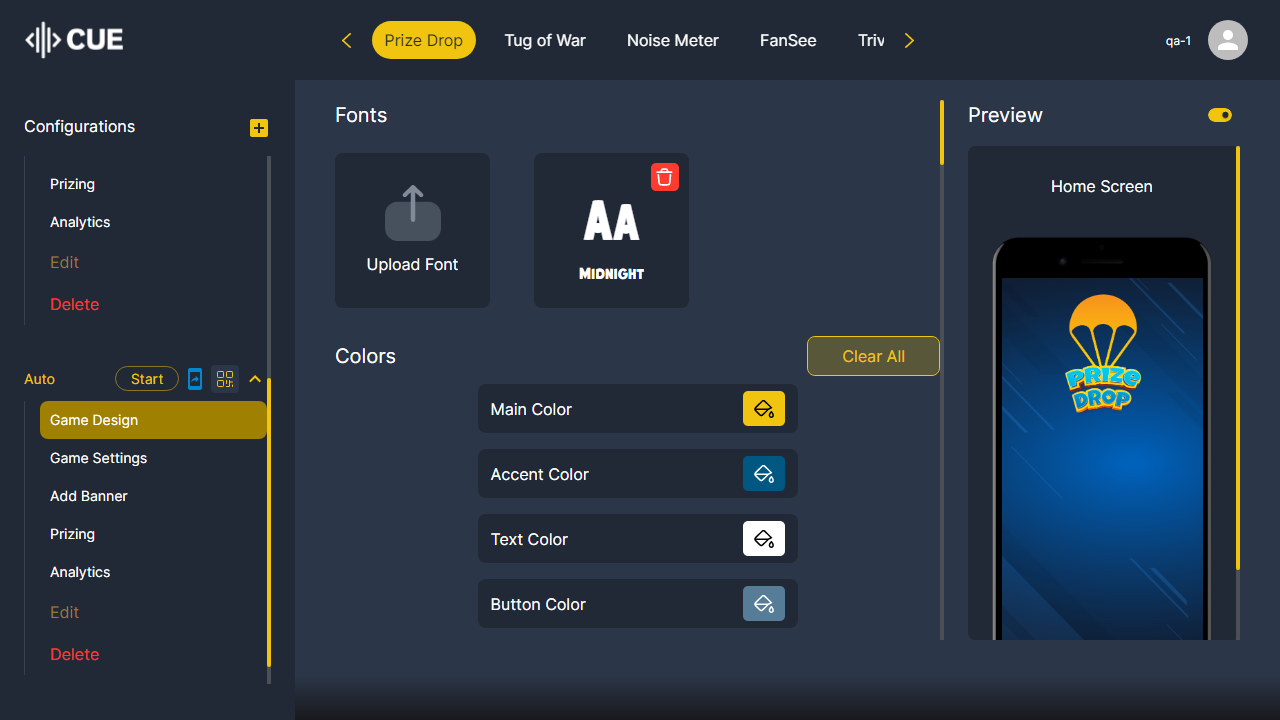 CUE
Prize Drop
Tug of War
Noise Meter
FanSee
Triv
qa-1
Configurations
Prizing
Analytics
Edit
Delete
Auto
Start
Game Design
Game Settings
Add Banner
Prizing
Analytics
Edit
Delete
Fonts
Upload Font
AA
MIDNIGHT
Colors
Clear All
Main Color
Accent Color
Text Color
Button Color
Preview
Home Screen
PRIZE
DROP